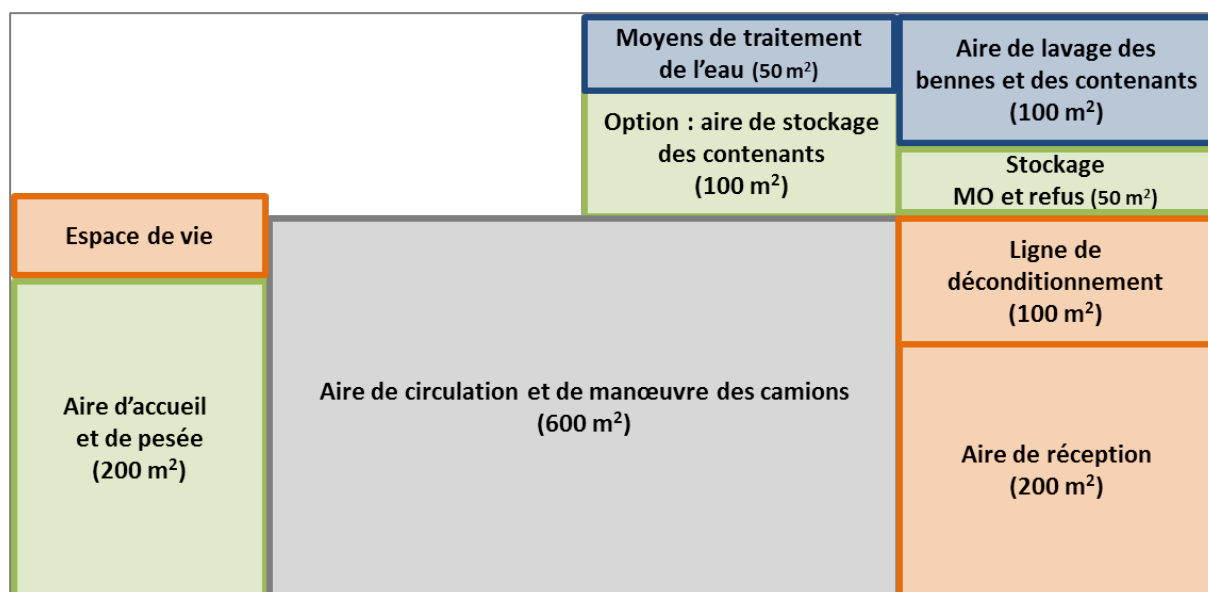 Moyens de traitement
de l’eau (50 m²)
Aire de lavage des
bennes et des contenants
(100 m²)
Option : aire de stockage
des contenants
(100 m²)
Stockage
MO et refus (50 m²)
Espace de vie
Ligne de
déconditionnement
(100 m²)
Aire de circulation et de manœuvre des camions
(600 m²)
Aire d’accueil
et de pesée
(200 m²)
Aire de réception
(200 m²)